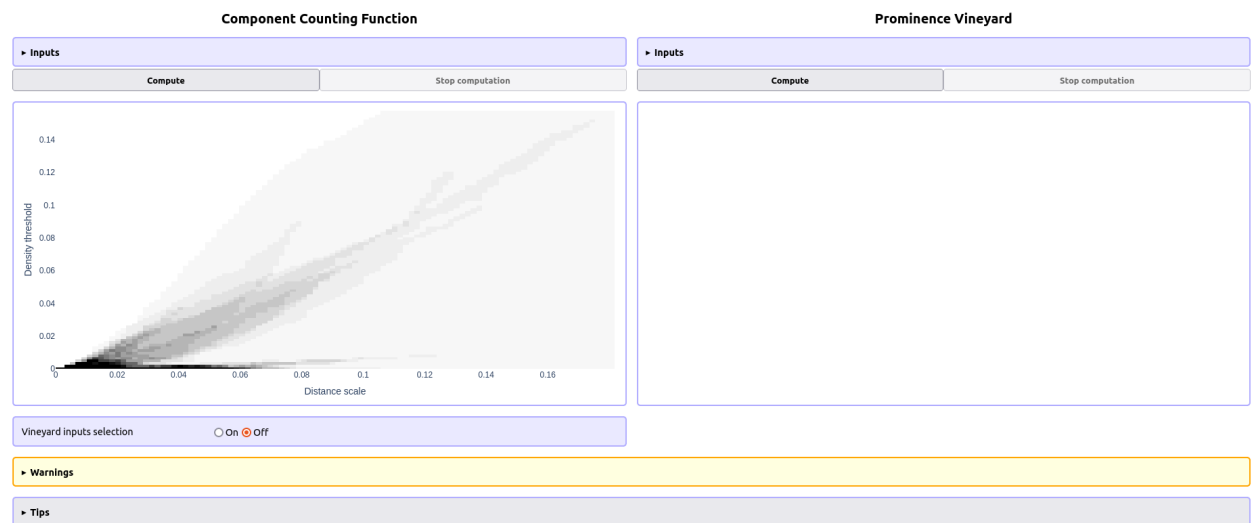 Component Counting Function
Prominence Vineyard
▸ Inputs
▸ Inputs
Compute
Stop computation
Compute
Stop computation
0.14
0.12
0.1
0.08
0.06
0.04
0.02
0
Density threshold
0
0.02
0.04
0.06
0.08
0.1
0.12
0.14
0.16
Distance scale
Vineyard inputs selection On Off
▸ Warnings
▸ Tips